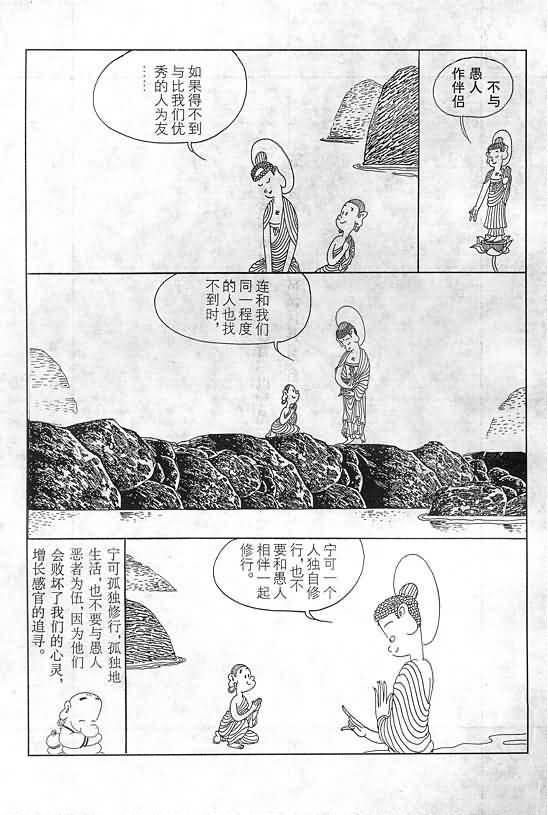 不与
愚人
作伴侣
如果得不到
与比我们优
秀的人为友
……
连和我们
同一程度
的人也找
不到时，
宁可一个
人独自修
行，也不
要和愚人
相伴一起
修行。
宁可孤独修行，孤独地
生活，也不要与愚人
恶者为伍，因为他们
会败坏了我们的心灵，
增长感官的追寻。